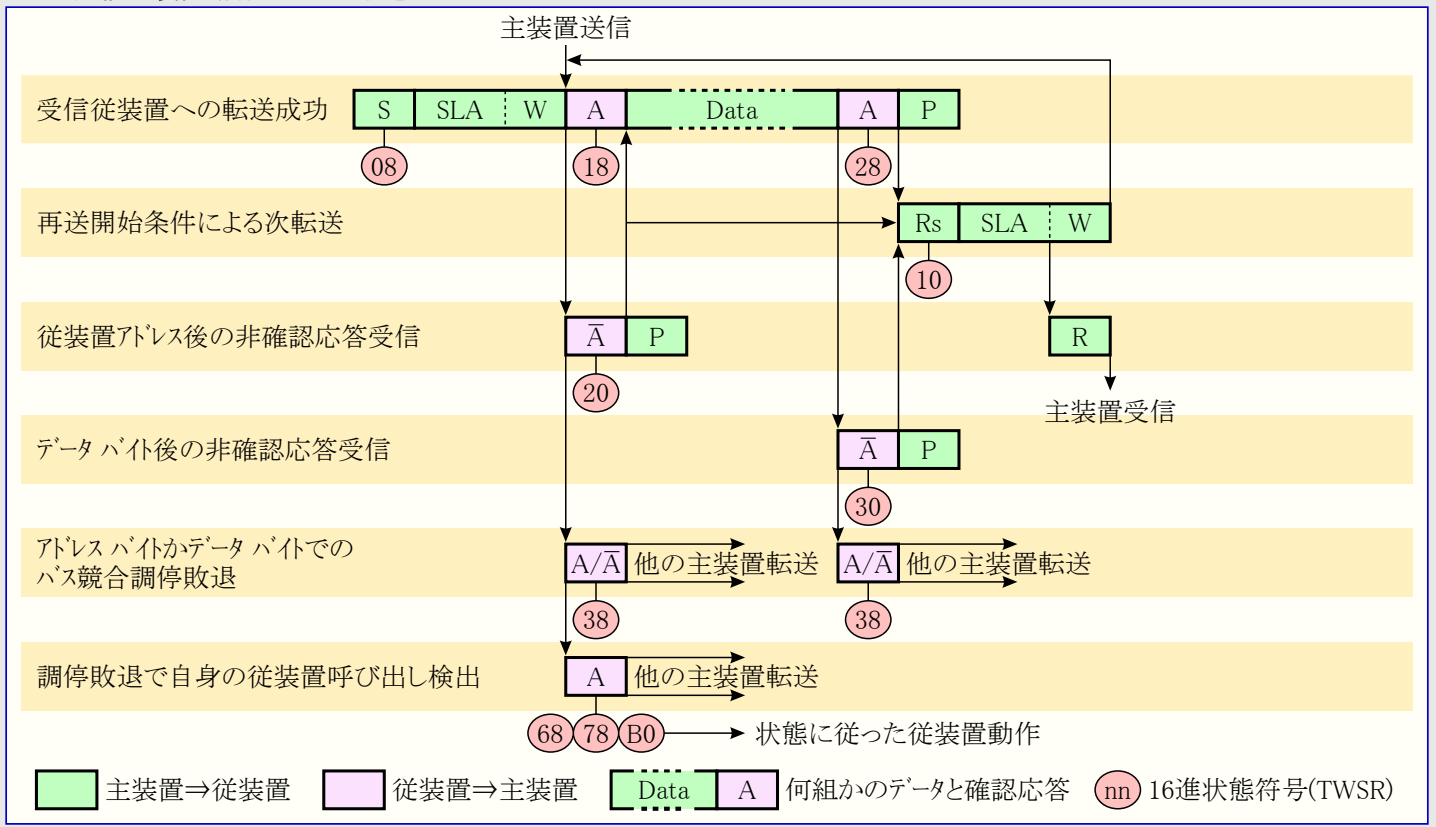 主装置送信
受信従装置への転送成功 S SLA W A Data A P
08 18 28
再送開始条件による次転送 Rs SLA W
10
従装置アドレス後の非確認応答受信 A̅ P R
20
主装置受信
データ バイト後の非確認応答受信 A̅ P
30
アドレス バイトかデータ バイトでの
バス競合調停敗退
A/A̅ 他の主装置転送 A/A̅ 他の主装置転送
38 38
調停敗退で自身の従装置呼び出し検出 A 他の主装置転送
68 78 B0 状態に従った従装置動作
主装置⇒従装置 従装置⇒主装置 Data A 何組かのデータと確認応答 nn 16進状態符号(TWSR)